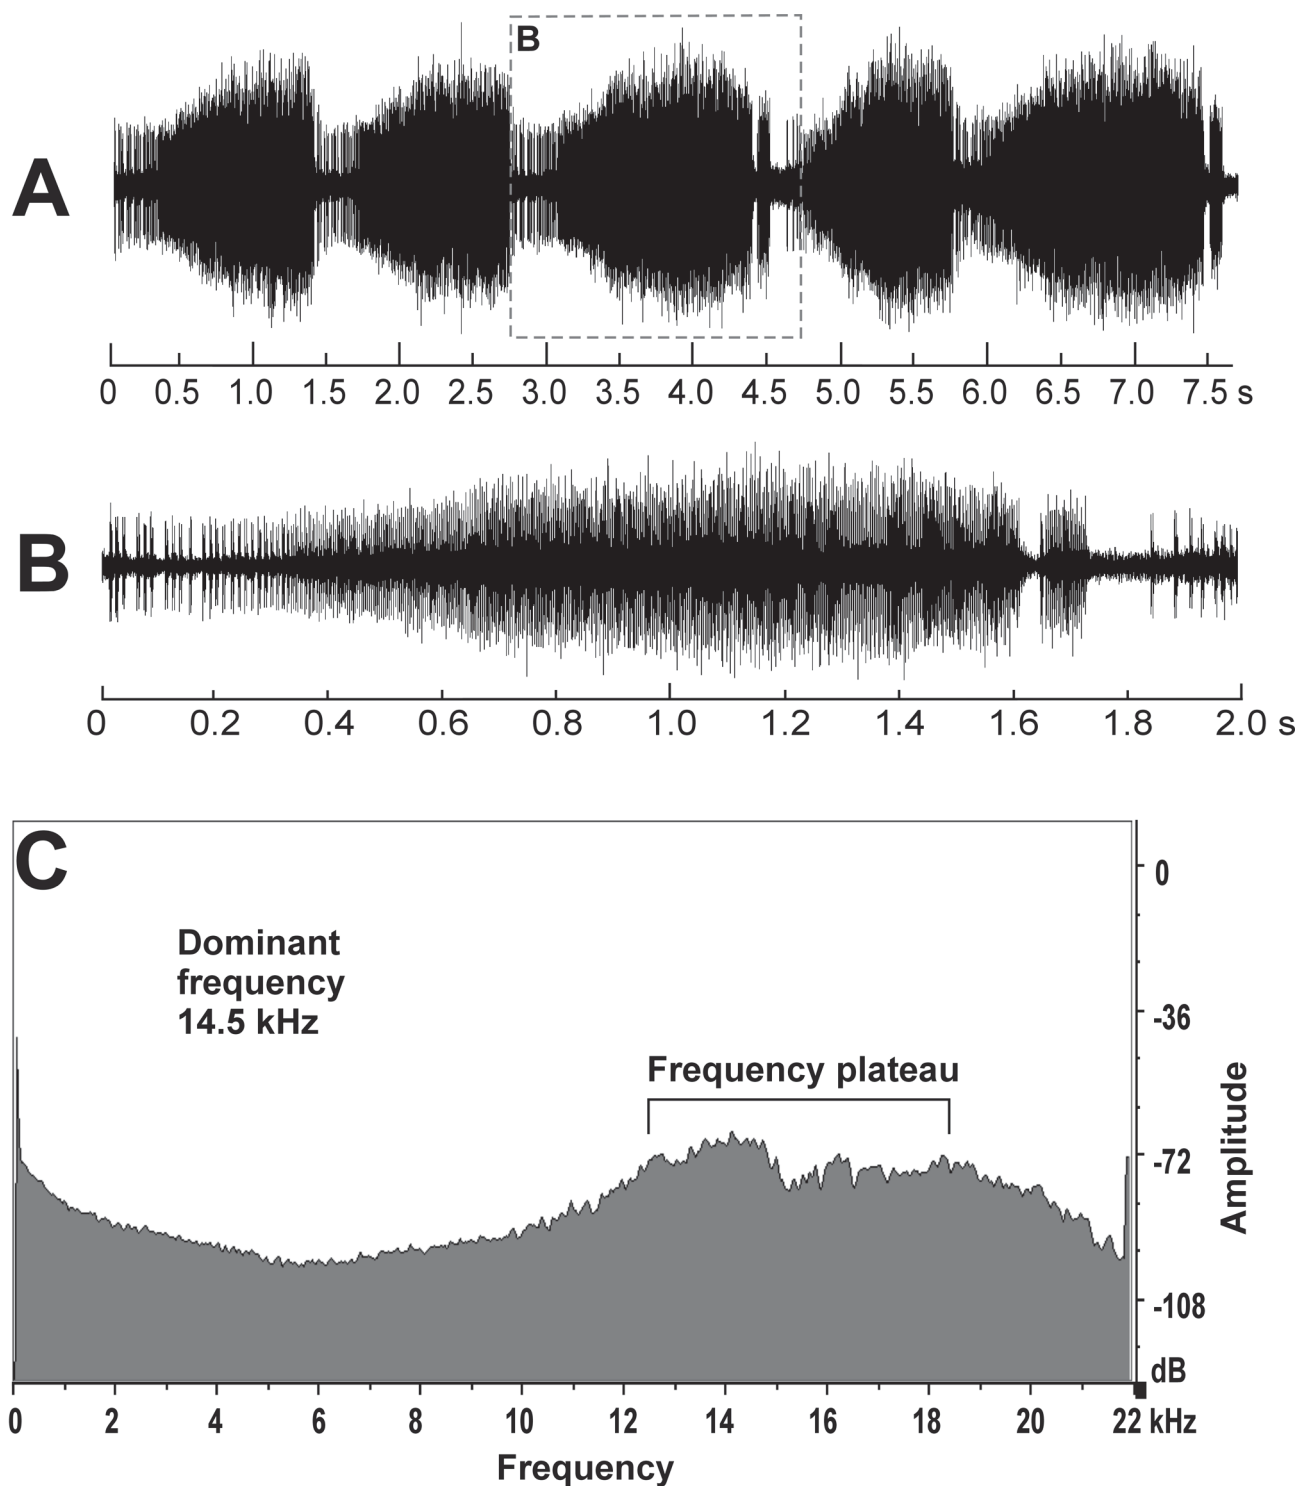 B
A
0 0.5 1.0 1.5 2.0 2.5 3.0 3.5 4.0 4.5 5.0 5.5 6.0 6.5 7.0 7.5 s
B
0 0.2 0.4 0.6 0.8 1.0 1.2 1.4 1.6 1.8 2.0 s
C
0
Dominant
frequency
14.5 kHz
-36
Frequency plateau
Amplitude
-72
-108
dB
0 2 4 6 8 10 12 14 16 18 20 22 kHz
Frequency